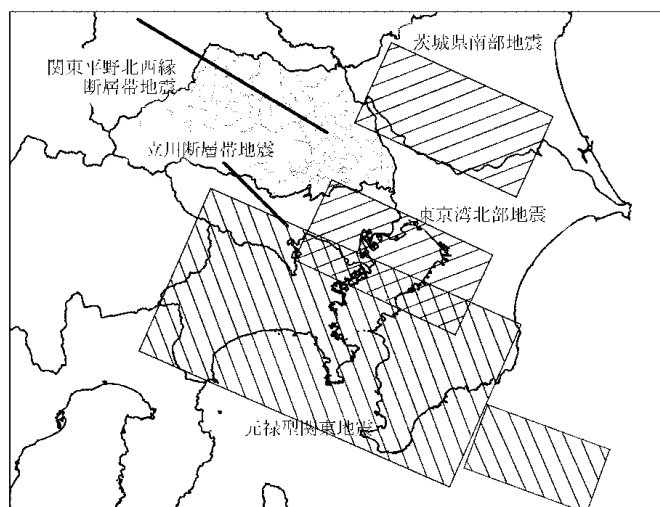 茨城県南部地震
関東平野北西縁
断層帯地震
立川断層帯地震
東京湾北部地震
元禄型関東地震